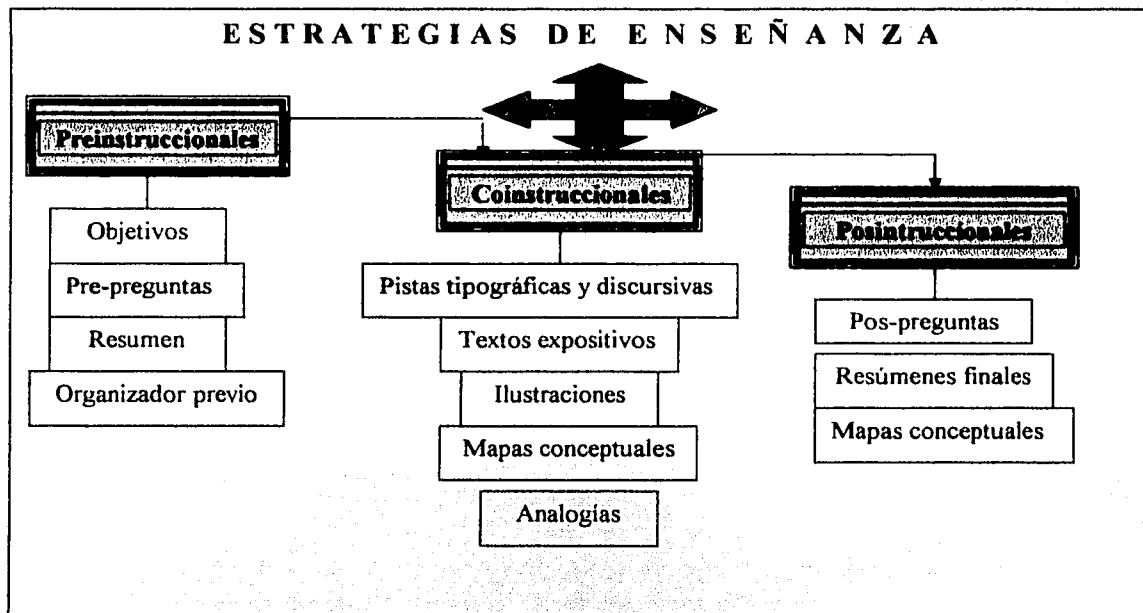 ESTRATEGIAS DE ENSEÑANZA
Preinstruccionales
Objetivos
Pre-preguntas
Resumen
Organizador previo
Coinstruccionales
Pistas tipográficas y discursivas
Textos expositivos
Ilustraciones
Mapas conceptuales
Analogías
Posintruccionales
Pos-preguntas
Resúmenes finales
Mapas conceptuales